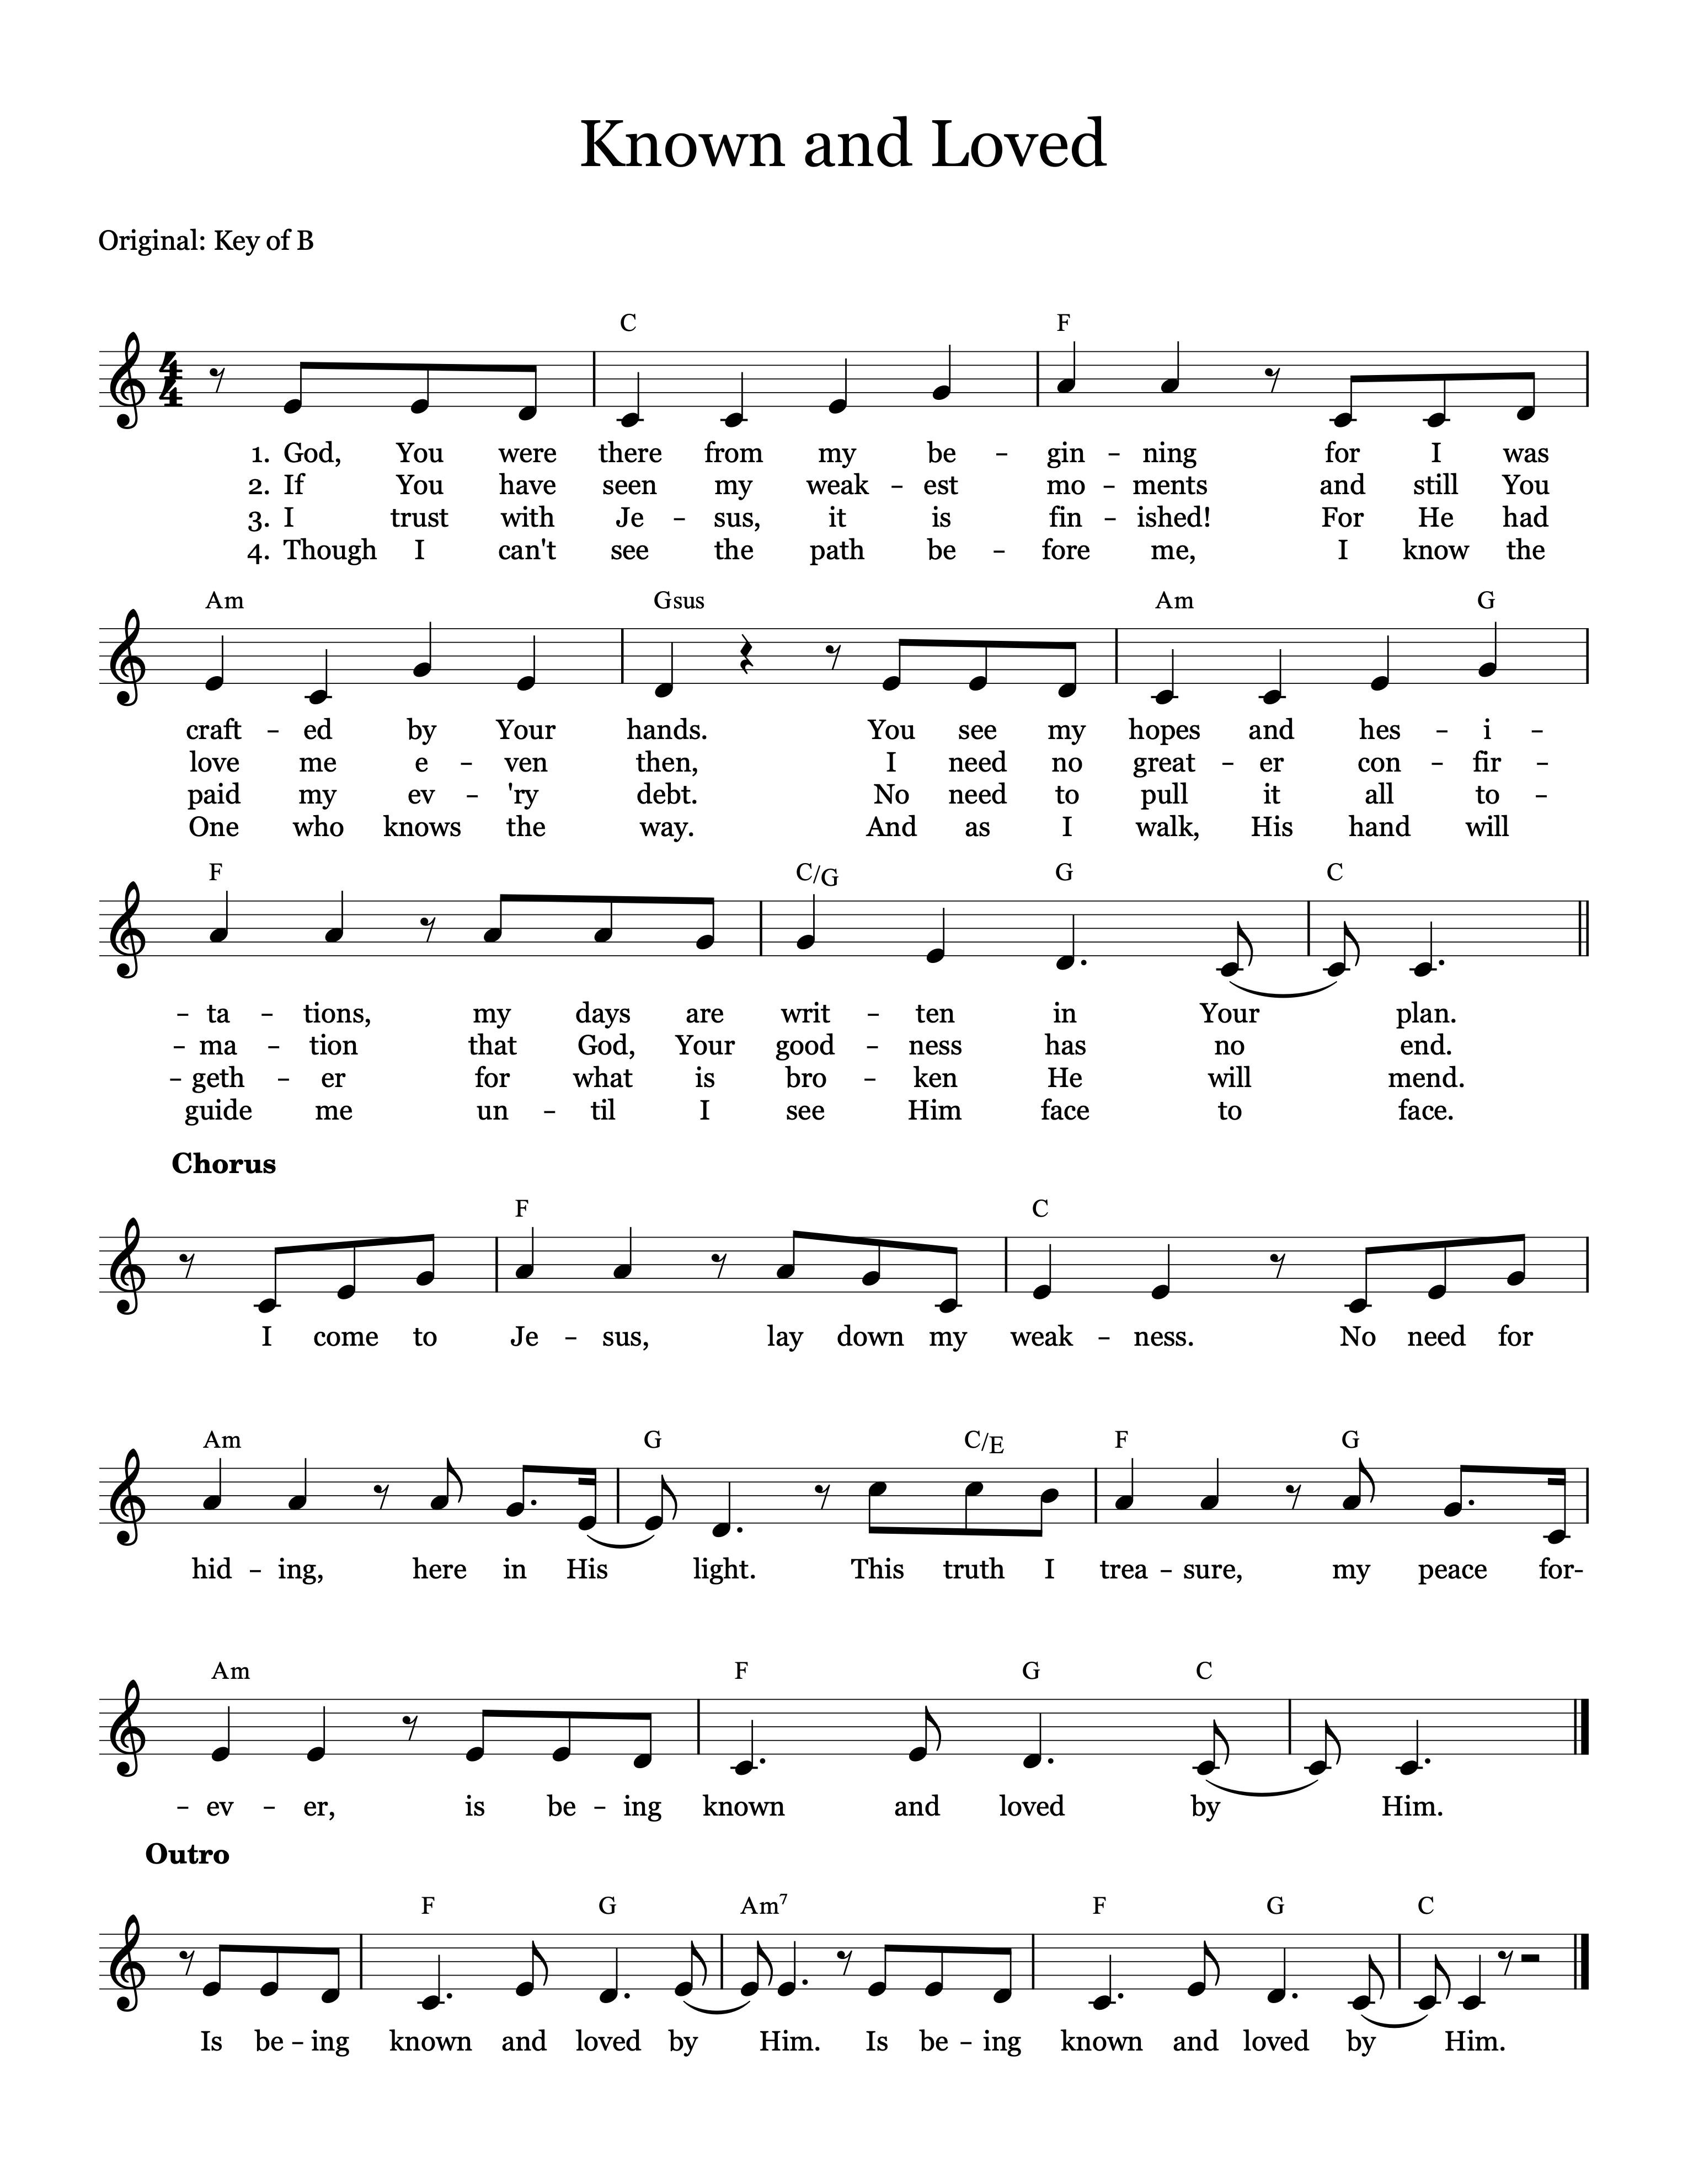 Known and Loved
Original: Key of B
C F
1. God, You were there from my be - gin - ning for I was
2. If You have seen my weak - est mo - ments and still You
3. I trust with Je - sus, it is fin - ished! For He had
4. Though I can't see the path be - fore me, I know the
Am Gsus Am G
craft - ed by Your hands. You see my hopes and hes - i -
love me e - ven then, I need no great - er con - fir -
paid my ev - 'ry debt. No need to pull it all to -
One who knows the way. And as I walk, His hand will
F C/G G C
- ta - tions, my days are writ - ten in Your plan.
- ma - tion that God, Your good - ness has no end.
- geth - er for what is bro - ken He will mend.
guide me un - til I see Him face to face.
Chorus
F C
I come to Je - sus, lay down my weak - ness. No need for
Am G C/E F G
hid - ing, here in His light. This truth I trea - sure, my peace for-
Am F G C
- ev - er, is be - ing known and loved by Him.
Outro
F G Am7 F G C
Is be - ing known and loved by Him. Is be - ing known and loved by Him.